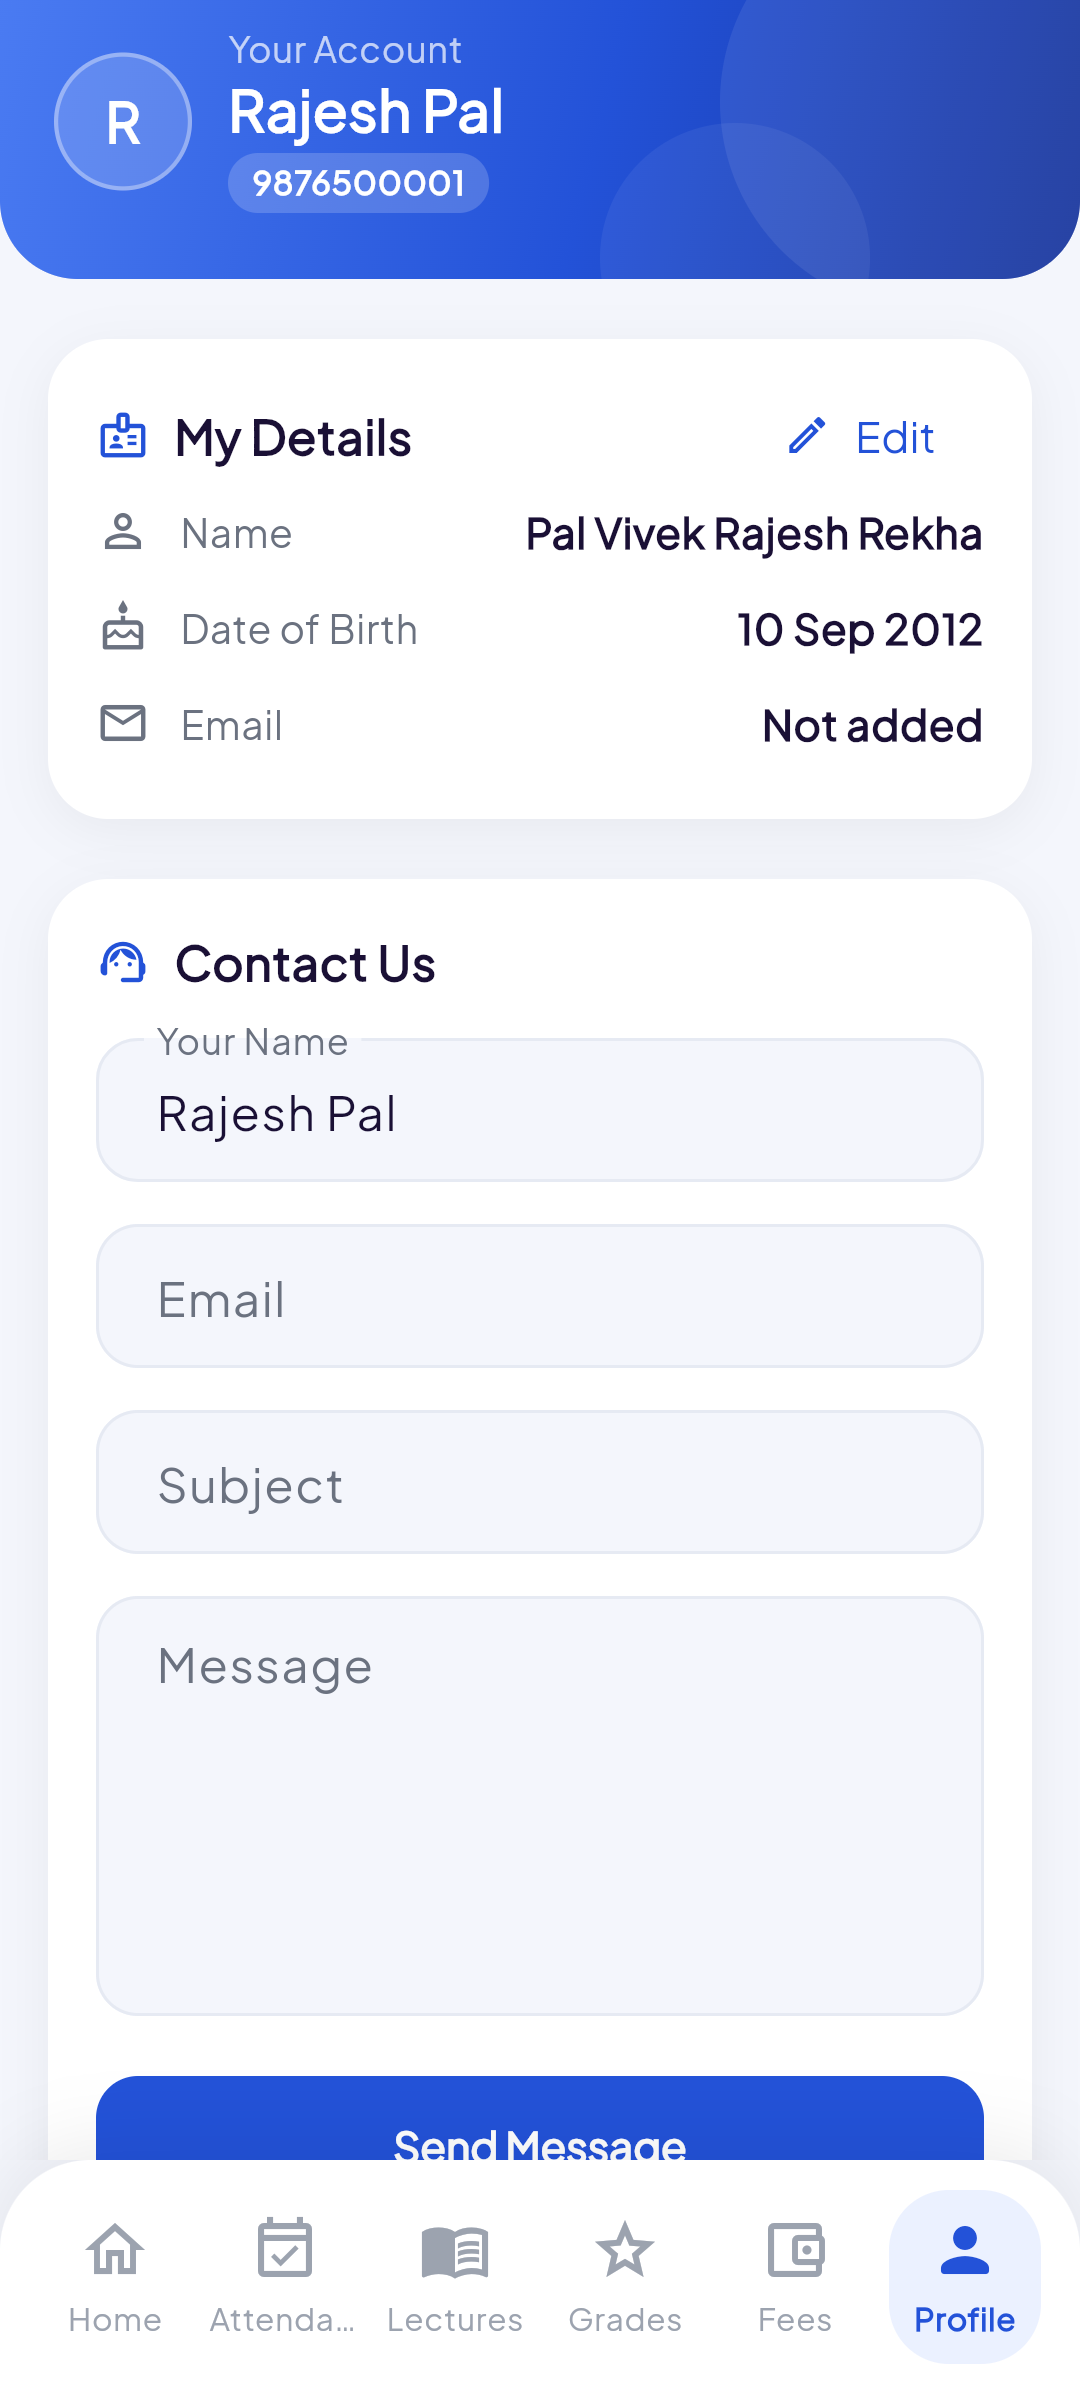 Your Account
R
Rajesh Pal
9876500001
My Details
Edit
Name
Pal Vivek Rajesh Rekha
Date of Birth
10 Sep 2012
Email
Not added
Contact Us
Your Name
Rajesh Pal
Email
Subject
Message
Send Message
Home
Attenda...
Lectures
Grades
Fees
Profile